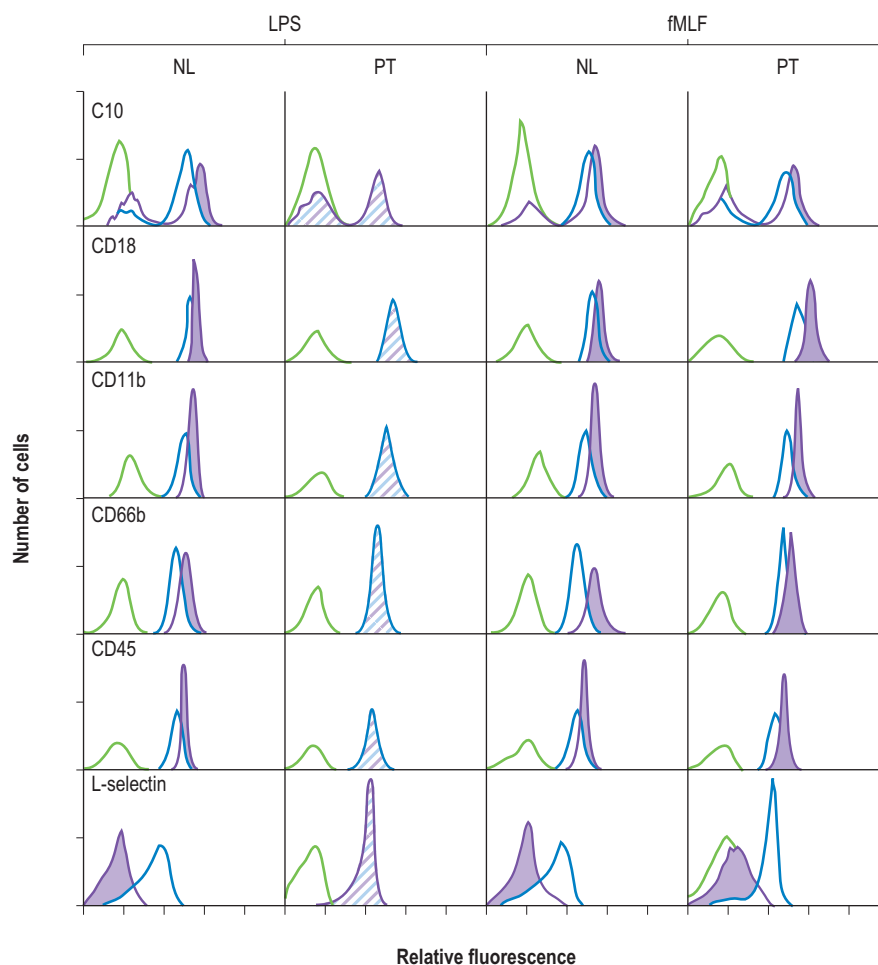 LPS fMLF
NL PT NL PT
C10
CD18
CD11b
CD66b
CD45
L-selectin
Number of cells
Relative fluorescence